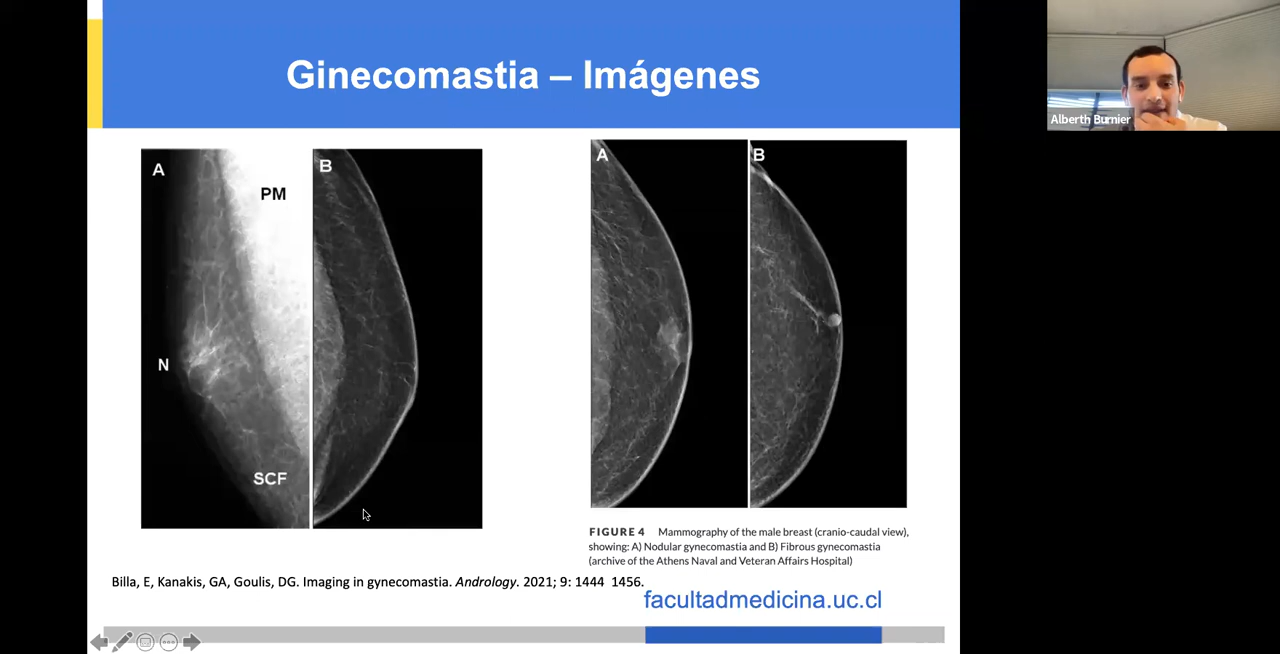 Ginecomastia – Imágenes
Alberth Burnier
A
PM
B
N
SCF
A
B
FIGURE 4 Mammography of the male breast (cranio-caudal view),
showing: A) Nodular gynecomastia and B) Fibrous gynecomastia
(archive of the Athens Naval and Veteran Affairs Hospital)
Billa, E, Kanakis, GA, Goulis, DG. Imaging in gynecomastia. Andrology. 2021; 9: 1444 1456.
facultadmedicina.uc.cl